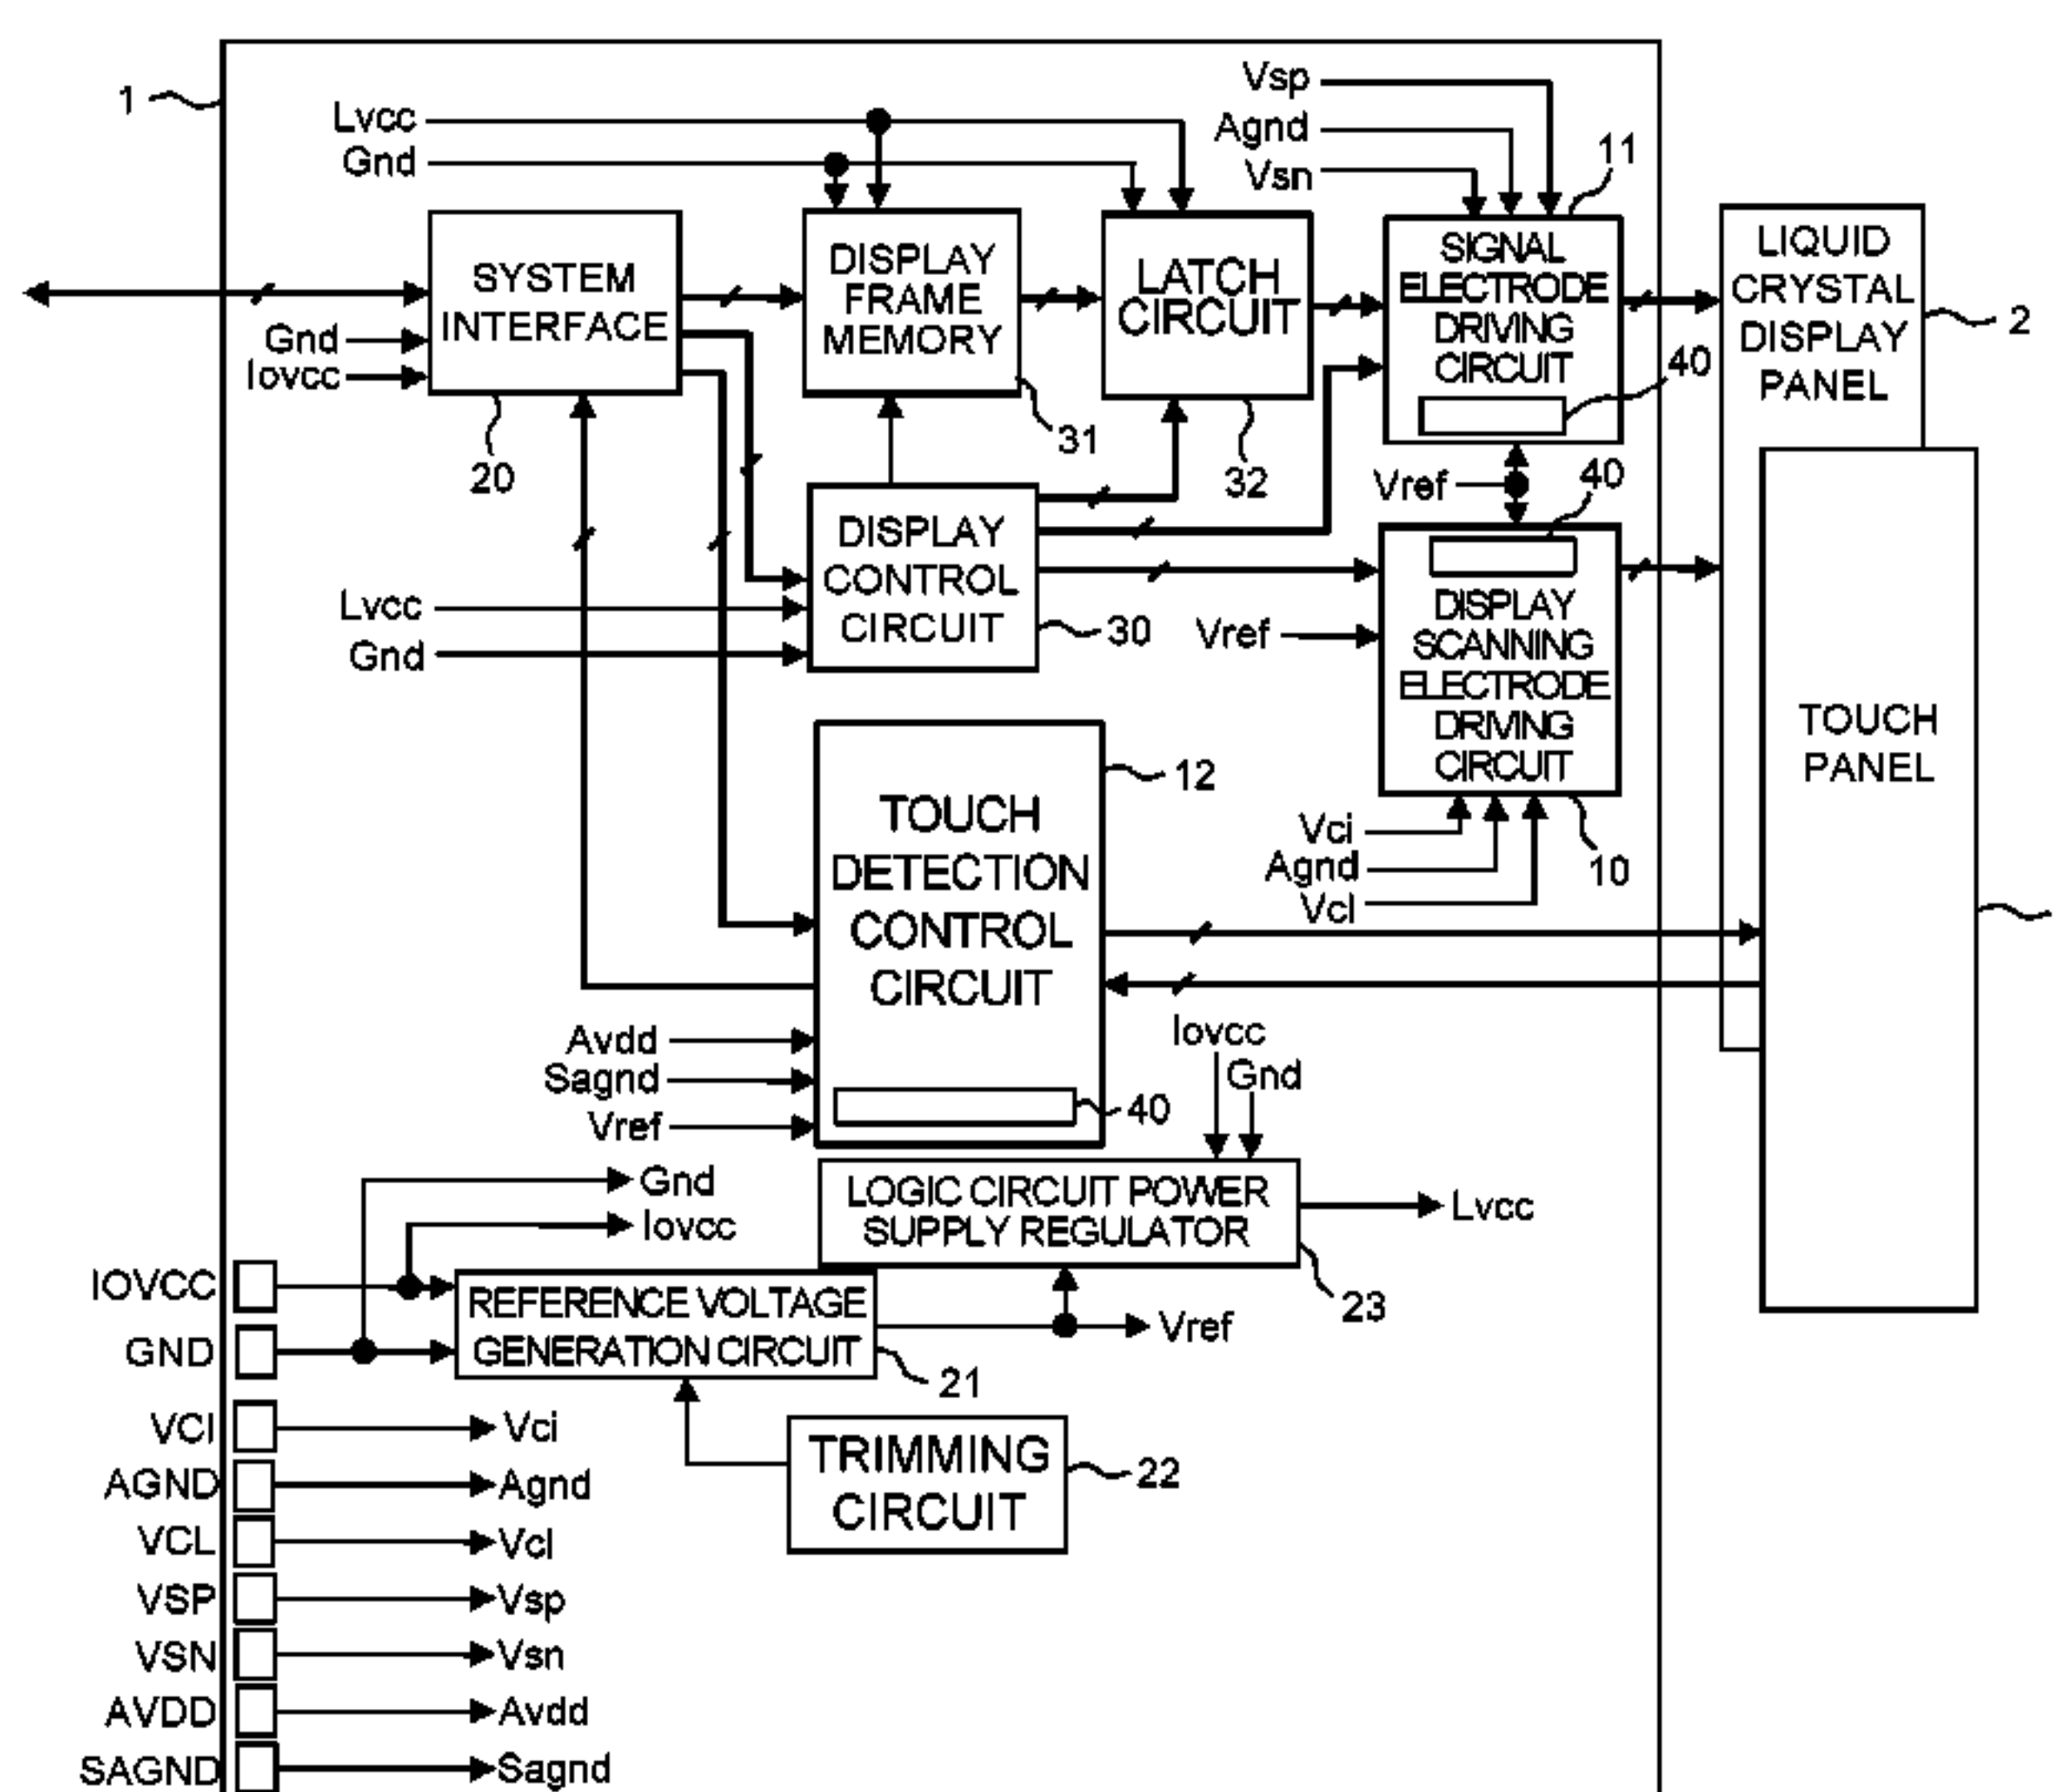 1
Lvcc
Gnd
Vsp
Agnd
Vsn
11
SYSTEM
INTERFACE
Gnd
Iovcc
20
DISPLAY
FRAME
MEMORY
31
LATCH
CIRCUIT
32
SIGNAL
ELECTRODE
DRIVING
CIRCUIT
40
LIQUID
CRYSTAL
DISPLAY
PANEL
2
Vref
40
DISPLAY
CONTROL
CIRCUIT
30
Lvcc
Gnd
Vref
DISPLAY
SCANNING
ELECTRODE
DRIVING
CIRCUIT
10
Vci
Agnd
Vcl
TOUCH
PANEL
TOUCH
DETECTION
CONTROL
CIRCUIT
12
Avdd
Sagnd
Vref
40
Iovcc
Gnd
Gnd
Iovcc
LOGIC CIRCUIT POWER
SUPPLY REGULATOR
23
Lvcc
IOVCC
GND
REFERENCE VOLTAGE
GENERATION CIRCUIT
21
Vref
TRIMMING
CIRCUIT
22
VCI
Vci
AGND
Agnd
VCL
Vcl
VSP
Vsp
VSN
Vsn
AVDD
Avdd
SAGND
Sagnd